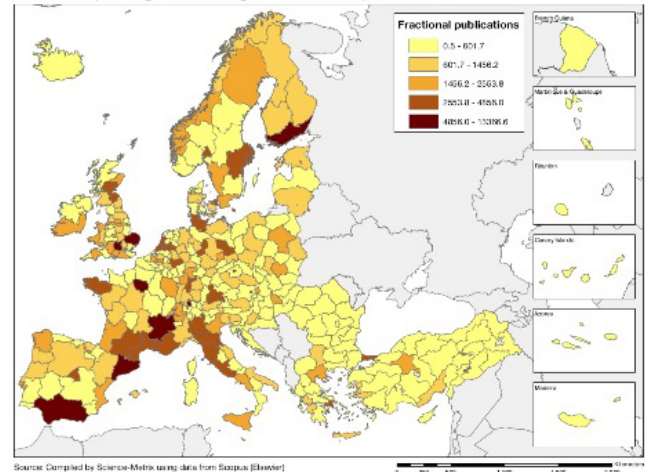 Fractional publications
0.5 - 601.7
601.7 - 1456.2
1456.2 - 2563.8
2553.8 - 4856.0
4856.0 - 13366.6
French Guiana
Martinique & Guadeloupe
Réunion
Canary Islands
Azores
Madeira
Source: Compiled by Science-Metrix using data from Scopus (Elsevier)